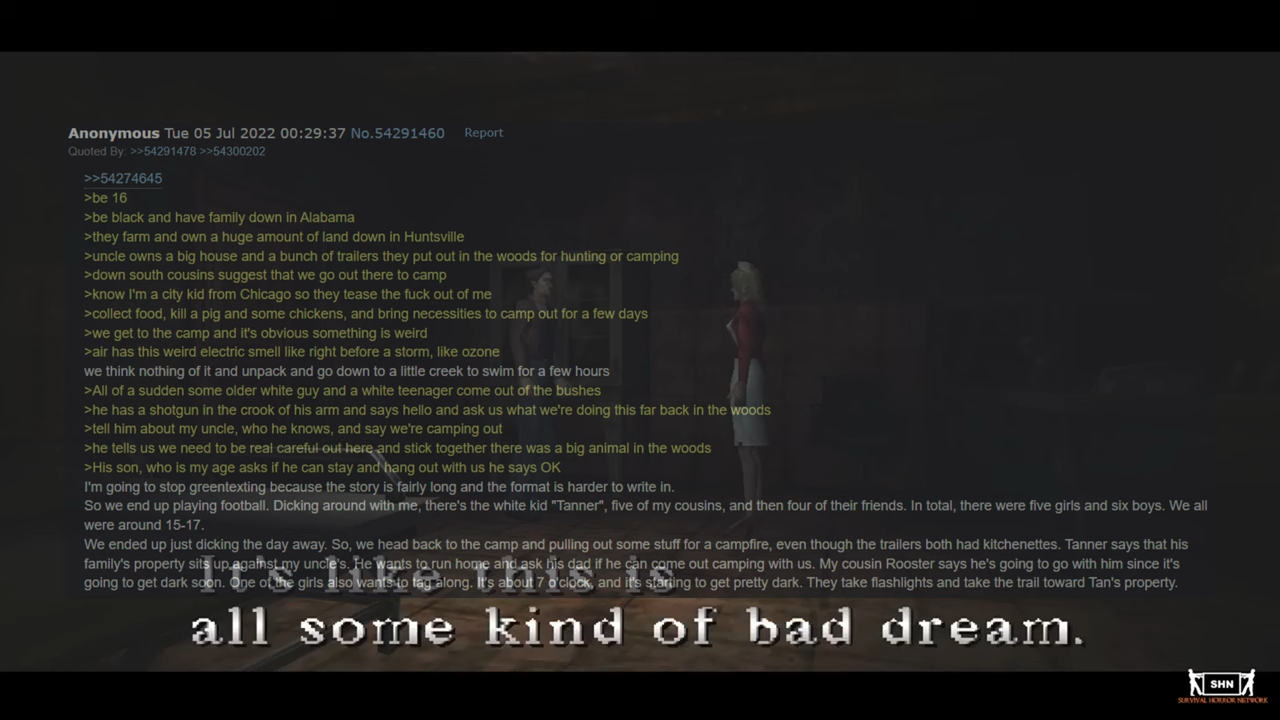 Anonymous Tue 05 Jul 2022 00:29:37 No.54291460 Report
Quoted By: >>54291478 >>54300202
>>54274645
>be 16
>be black and have family down in Alabama
>they farm and own a huge amount of land down in Huntsville
>uncle owns a big house and a bunch of trailers they put out in the woods for hunting or camping
>down south cousins suggest that we go out there to camp
>know I'm a city kid from Chicago so they tease the fuck out of me
>collect food, kill a pig and some chickens, and bring necessities to camp out for a few days
>we get to the camp and it's obvious something is weird
>air has this weird electric smell like right before a storm, like ozone
we think nothing of it and unpack and go down to a little creek to swim for a few hours
>All of a sudden some older white guy and a white teenager come out of the bushes
>he has a shotgun in the crook of his arm and says hello and ask us what we're doing this far back in the woods
>tell him about my uncle, who he knows, and say we're camping out
>he tells us we need to be real careful out here and stick together there was a big animal in the woods
>His son, who is my age asks if he can stay and hang out with us he says OK
I'm going to stop greentexting because the story is fairly long and the format is harder to write in.
So we end up playing football. Dicking around with me, there's the white kid "Tanner", five of my cousins, and then four of their friends. In total, there were five girls and six boys. We all
were around 15-17.
We ended up just dicking the day away. So, we head back to the camp and pulling out some stuff for a campfire, even though the trailers both had kitchenettes. Tanner says that his
family's property sits up against my uncle's. He wants to run home and ask his dad if he can come out camping with us. My cousin Rooster says he's going to go with him since it's
going to get dark soon. One of the girls also wants to tag along. It's about 7 o'clock, and it's starting to get pretty dark. They take flashlights and take the trail toward Tan's property.
It's like this is
all some kind of bad dream.
SHN
SURVIVAL HORROR NETWORK